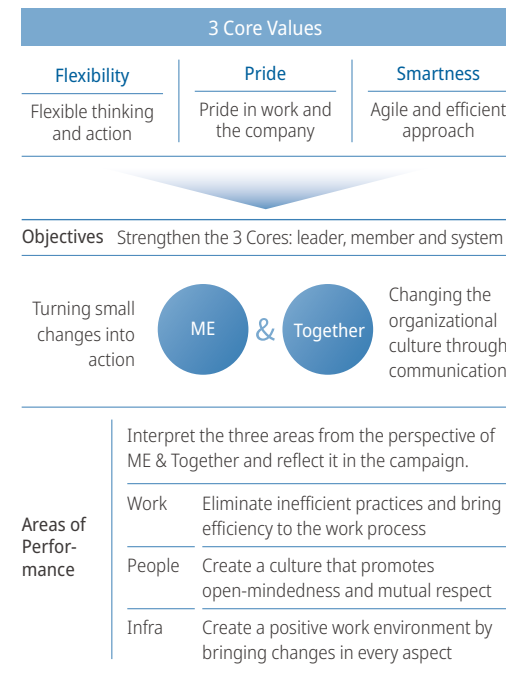 3 Core Values
Flexibility
Flexible thinking
and action
Pride
Pride in work and
the company
Smartness
Agile and efficient
approach
Objectives Strengthen the 3 Cores: leader, member and system
Turning small
changes into
action
ME
&
Together
Changing the
organizational
culture through
communication
Areas of
Perfor-
mance
Interpret the three areas from the perspective of
ME & Together and reflect it in the campaign.
Work Eliminate inefficient practices and bring
efficiency to the work process
People Create a culture that promotes
open-mindedness and mutual respect
Infra Create a positive work environment by
bringing changes in every aspect